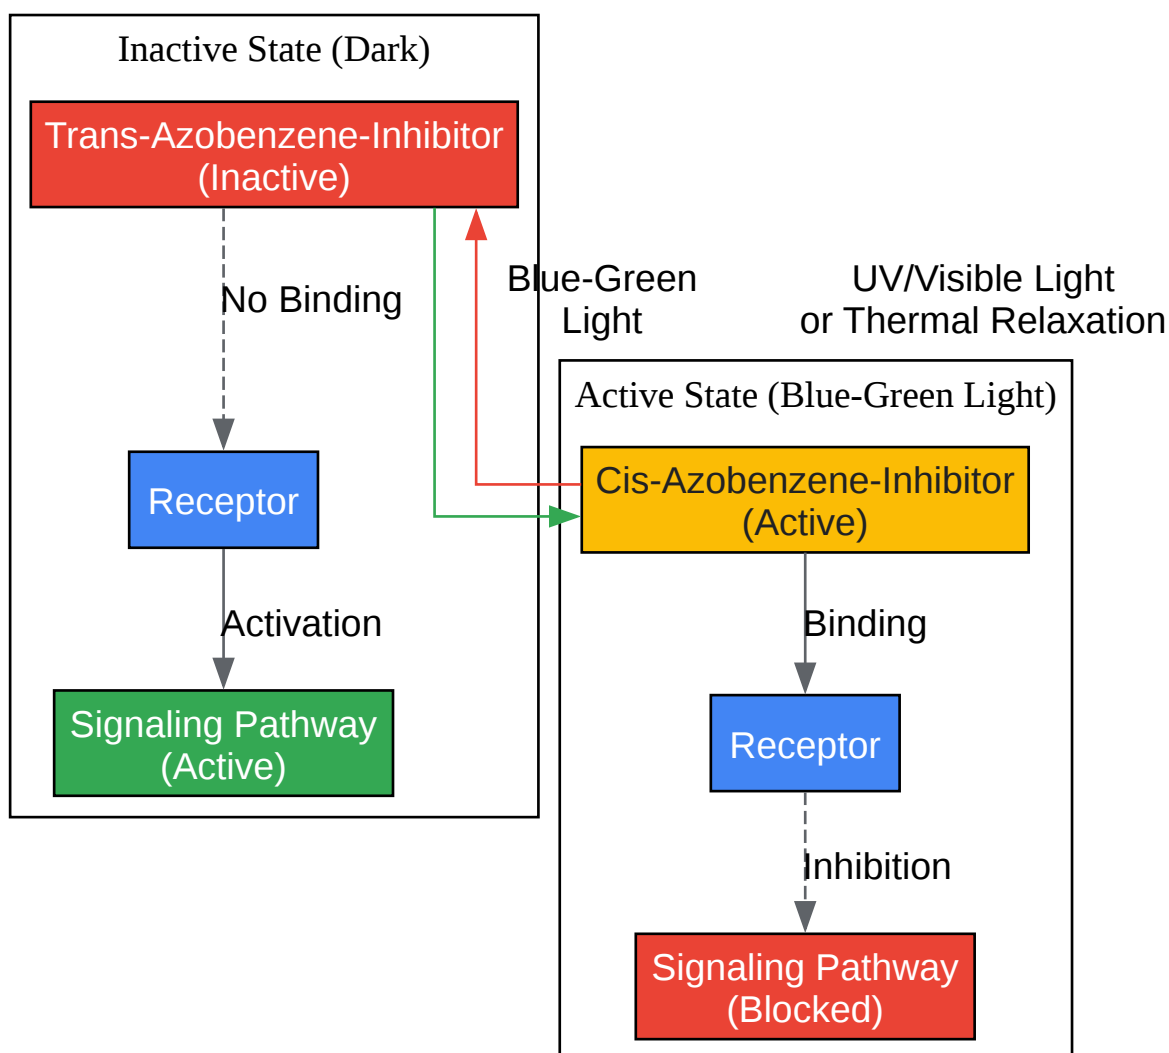 Inactive State (Dark)
Trans-Azobenzene-Inhibitor
(Inactive)
No Binding
Receptor
Activation
Signaling Pathway
(Active)
Blue-Green
Light
UV/Visible Light
or Thermal Relaxation
Active State (Blue-Green Light)
Cis-Azobenzene-Inhibitor
(Active)
Binding
Receptor
Inhibition
Signaling Pathway
(Blocked)